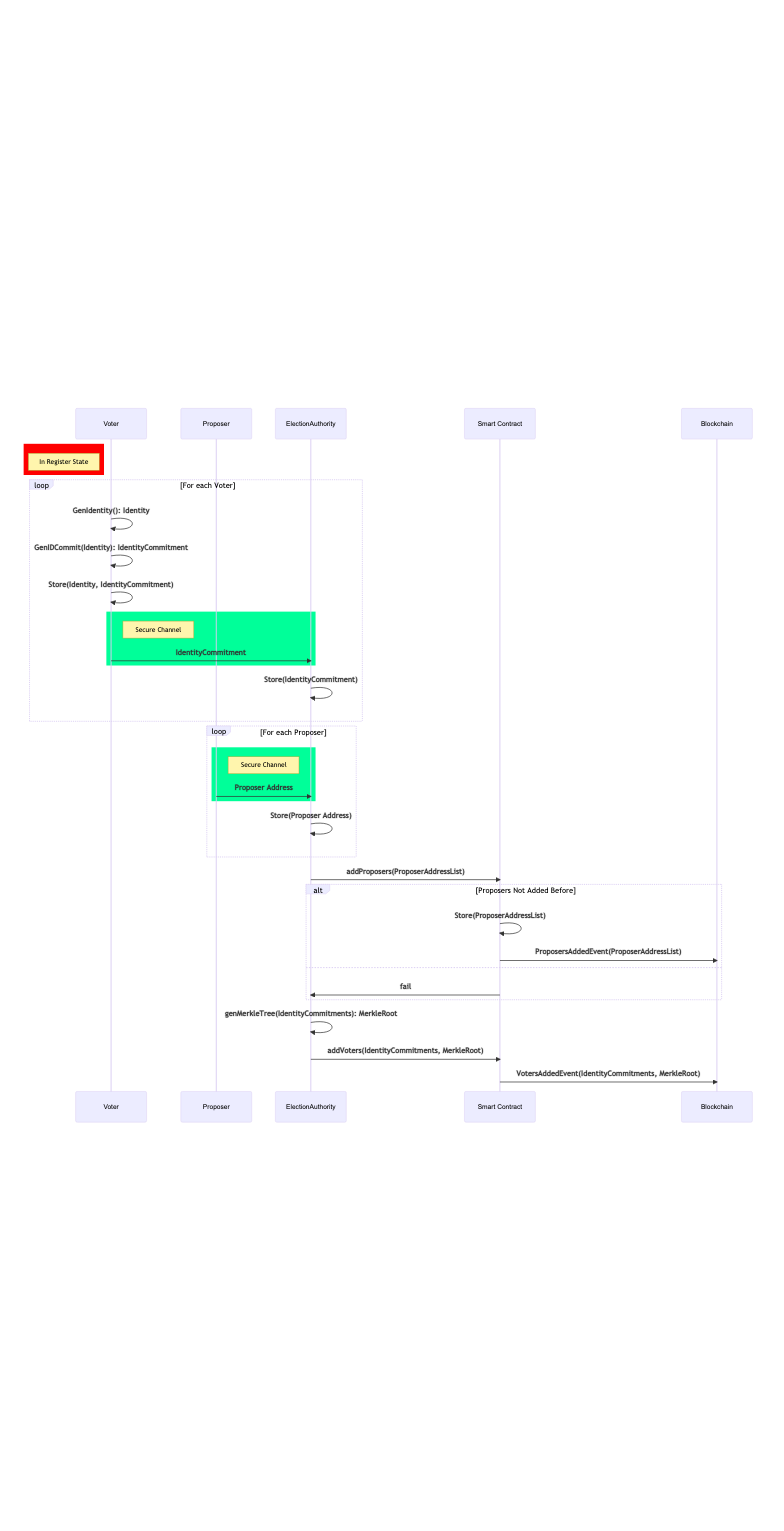 Voter
Proposer
ElectionAuthority
Smart Contract
Blockchain
In Register State
loop
[For each Voter]
GenIdentity(): Identity
GenIDCommit(Identity): IdentityCommitment
Store(Identity, IdentityCommitment)
Secure Channel
IdentityCommitment
Store(IdentityCommitment)
loop
[For each Proposer]
Secure Channel
Proposer Address
Store(Proposer Address)
addProposers(ProposerAddressList)
alt
[Proposers Not Added Before]
Store(ProposerAddressList)
ProposersAddedEvent(ProposerAddressList)
fail
genMerkleTree(IdentityCommitments): MerkleRoot
addVoters(IdentityCommitments, MerkleRoot)
VotersAddedEvent(IdentityCommitments, MerkleRoot)
Voter
Proposer
ElectionAuthority
Smart Contract
Blockchain